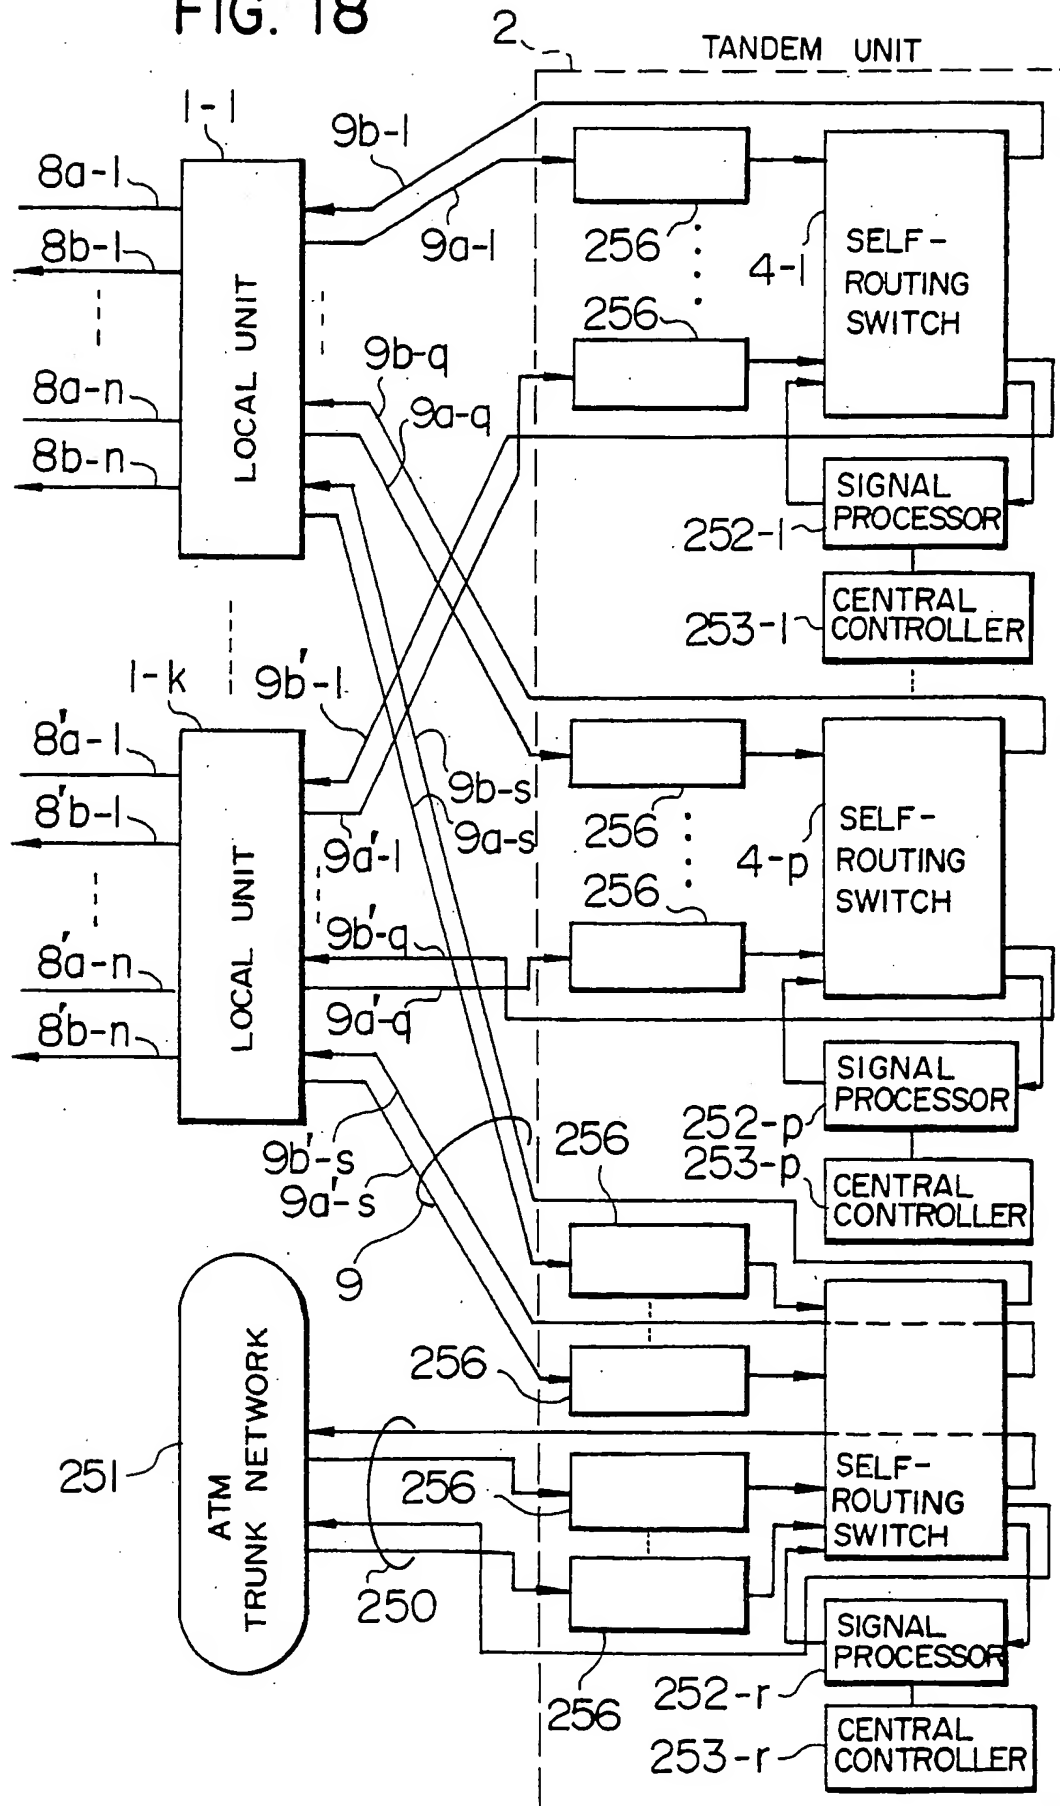 FIG. 18
2
TANDEM UNIT
1-1
9b-1
8a-1
8b-1
9a-1
256
4-1
SELF-
ROUTING
SWITCH
LOCAL UNIT
256
9b-q
8a-n
9a-q
8b-n
SIGNAL
PROCESSOR
252-1
CENTRAL
CONTROLLER
253-1
1-k
9b'-1
8'a-1
9b-s
8'b-1
256
9a-s
9a'-1
SELF-
ROUTING
SWITCH
4-p
LOCAL UNIT
256
9b'-q
8'a-n
9a'-q
8'b-n
SIGNAL
PROCESSOR
252-p
9b'-s
256
253-p
9a'-s
CENTRAL
CONTROLLER
9
256
251
ATM
TRUNK NETWORK
256
SELF-
ROUTING
SWITCH
250
SIGNAL
PROCESSOR
252-r
256
CENTRAL
CONTROLLER
253-r